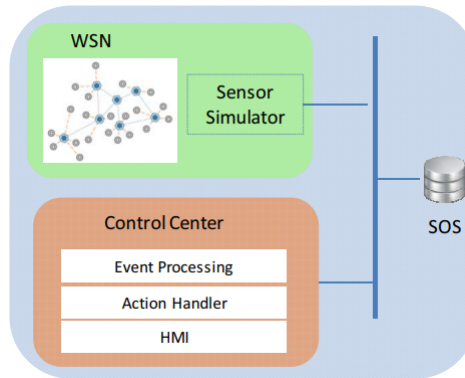 WSN
Sensor
Simulator
Control Center
Event Processing
Action Handler
HMI
SOS